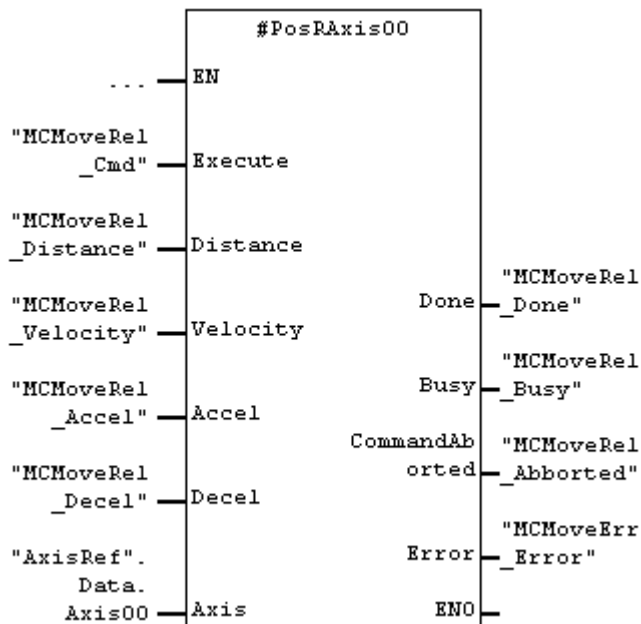 #PosRAxis00
... EN
"MCMoveRel
_Cmd" Execute
"MCMoveRel
_Distance" Distance
"MCMoveRel
_Velocity" Velocity
"MCMoveRel
_Accel" Accel
"MCMoveRel
_Decel" Decel
"AxisRef".
Data.
Axis00 Axis
"MCMoveRel
Done _Done"
"MCMoveRel
Busy _Busy"
CommandAb "MCMoveRel
orted _Abborted"
"MCMoveErr
Error _Error"
ENO